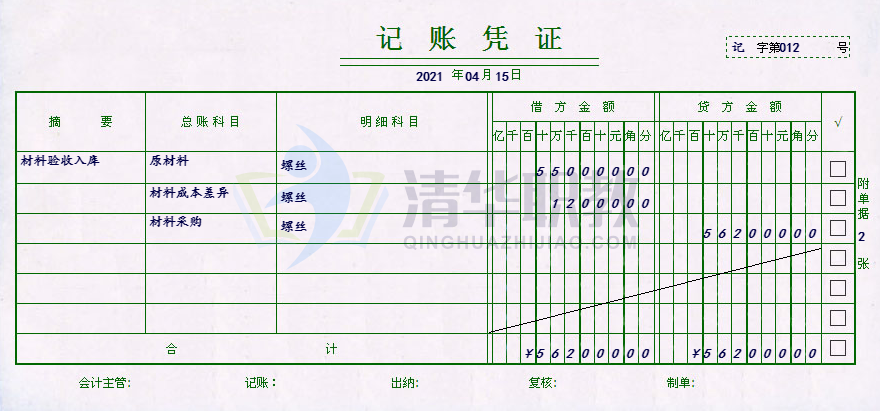 记 账 凭 证
记 字第012 号
2021 年 04 月 15 日
摘 要 总账科目 明细科目 借 方 金 额 贷 方 金 额 √
亿 千 百 十 万 千 百 十 元 角 分 亿 千 百 十 万 千 百 十 元 角 分
材料验收入库 原材料 螺丝 5 5 0 0 0 0 0 0
材料成本差异 螺丝 1 2 0 0 0 0 0
材料采购 螺丝 5 6 2 0 0 0 0 0
附单据 2 张
清华职教
QINGHUAZHIJIAO.COM
合 计 ¥ 5 6 2 0 0 0 0 0 ¥ 5 6 2 0 0 0 0 0
会计主管: 记账: 出纳: 复核: 制单: